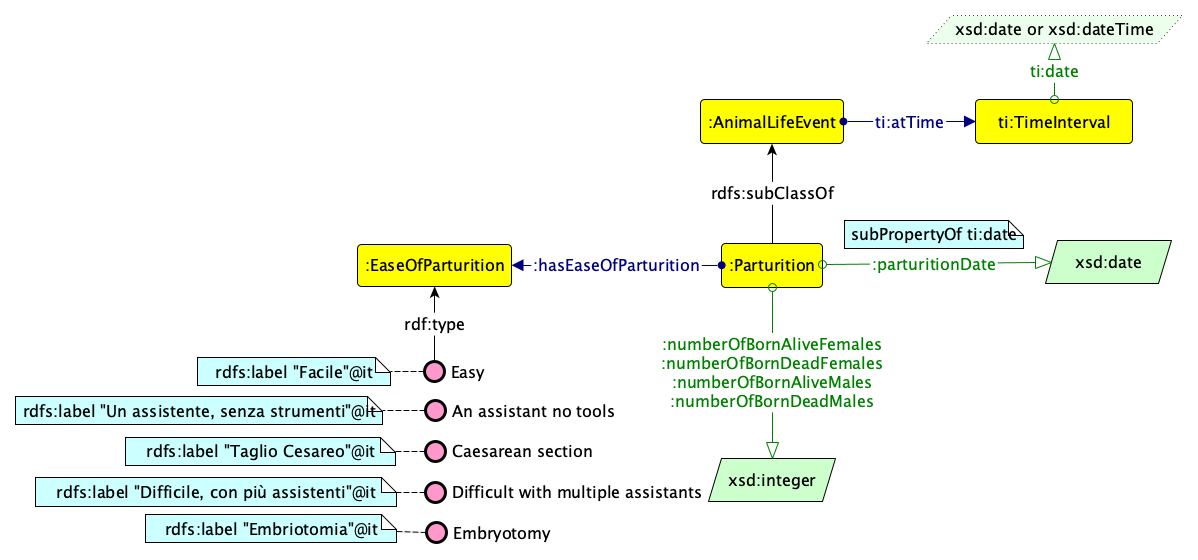 xsd:date or xsd:dateTime
ti:date
:AnimalLifeEvent
ti:atTime
ti:TimeInterval
rdfs:subClassOf
subPropertyOf ti:date
:EaseOfParturition
:hasEaseOfParturition
:Parturition
:parturitionDate
xsd:date
rdf:type
:numberOfBornAliveFemales
:numberOfBornDeadFemales
:numberOfBornAliveMales
:numberOfBornDeadMales
rdfs:label "Facile"@it
Easy
rdfs:label "Un assistente, senza strumenti"@it
An assistant no tools
rdfs:label "Taglio Cesareo"@it
Caesarean section
xsd:integer
rdfs:label "Difficile, con più assistenti"@it
Difficult with multiple assistants
rdfs:label "Embriotomia"@it
Embryotomy